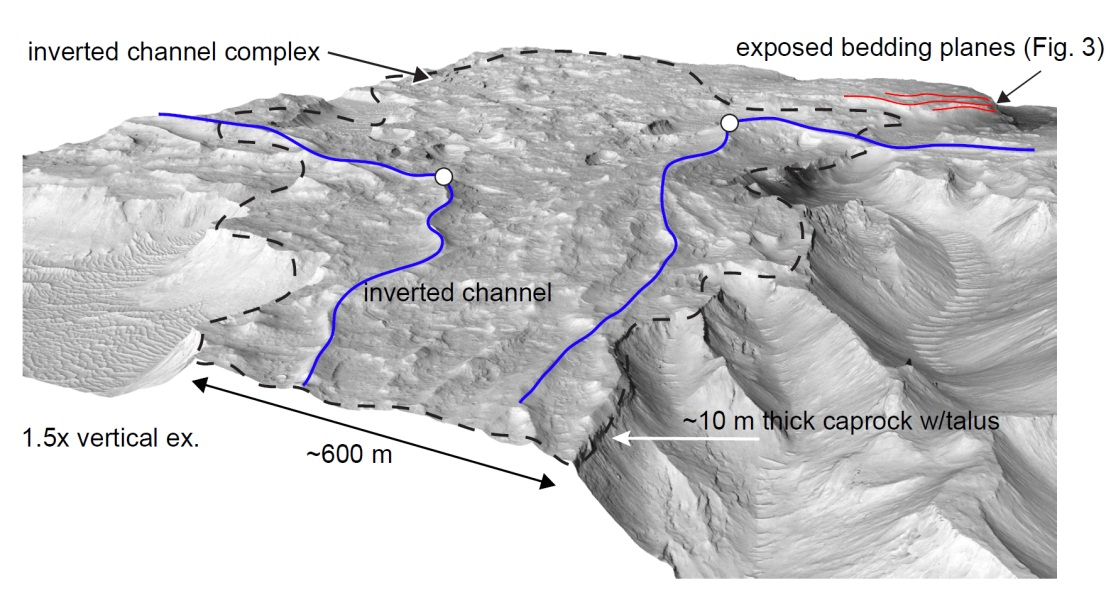 inverted channel complex
exposed bedding planes (Fig. 3)
inverted channel
~10 m thick caprock w/talus
1.5x vertical ex.
~600 m